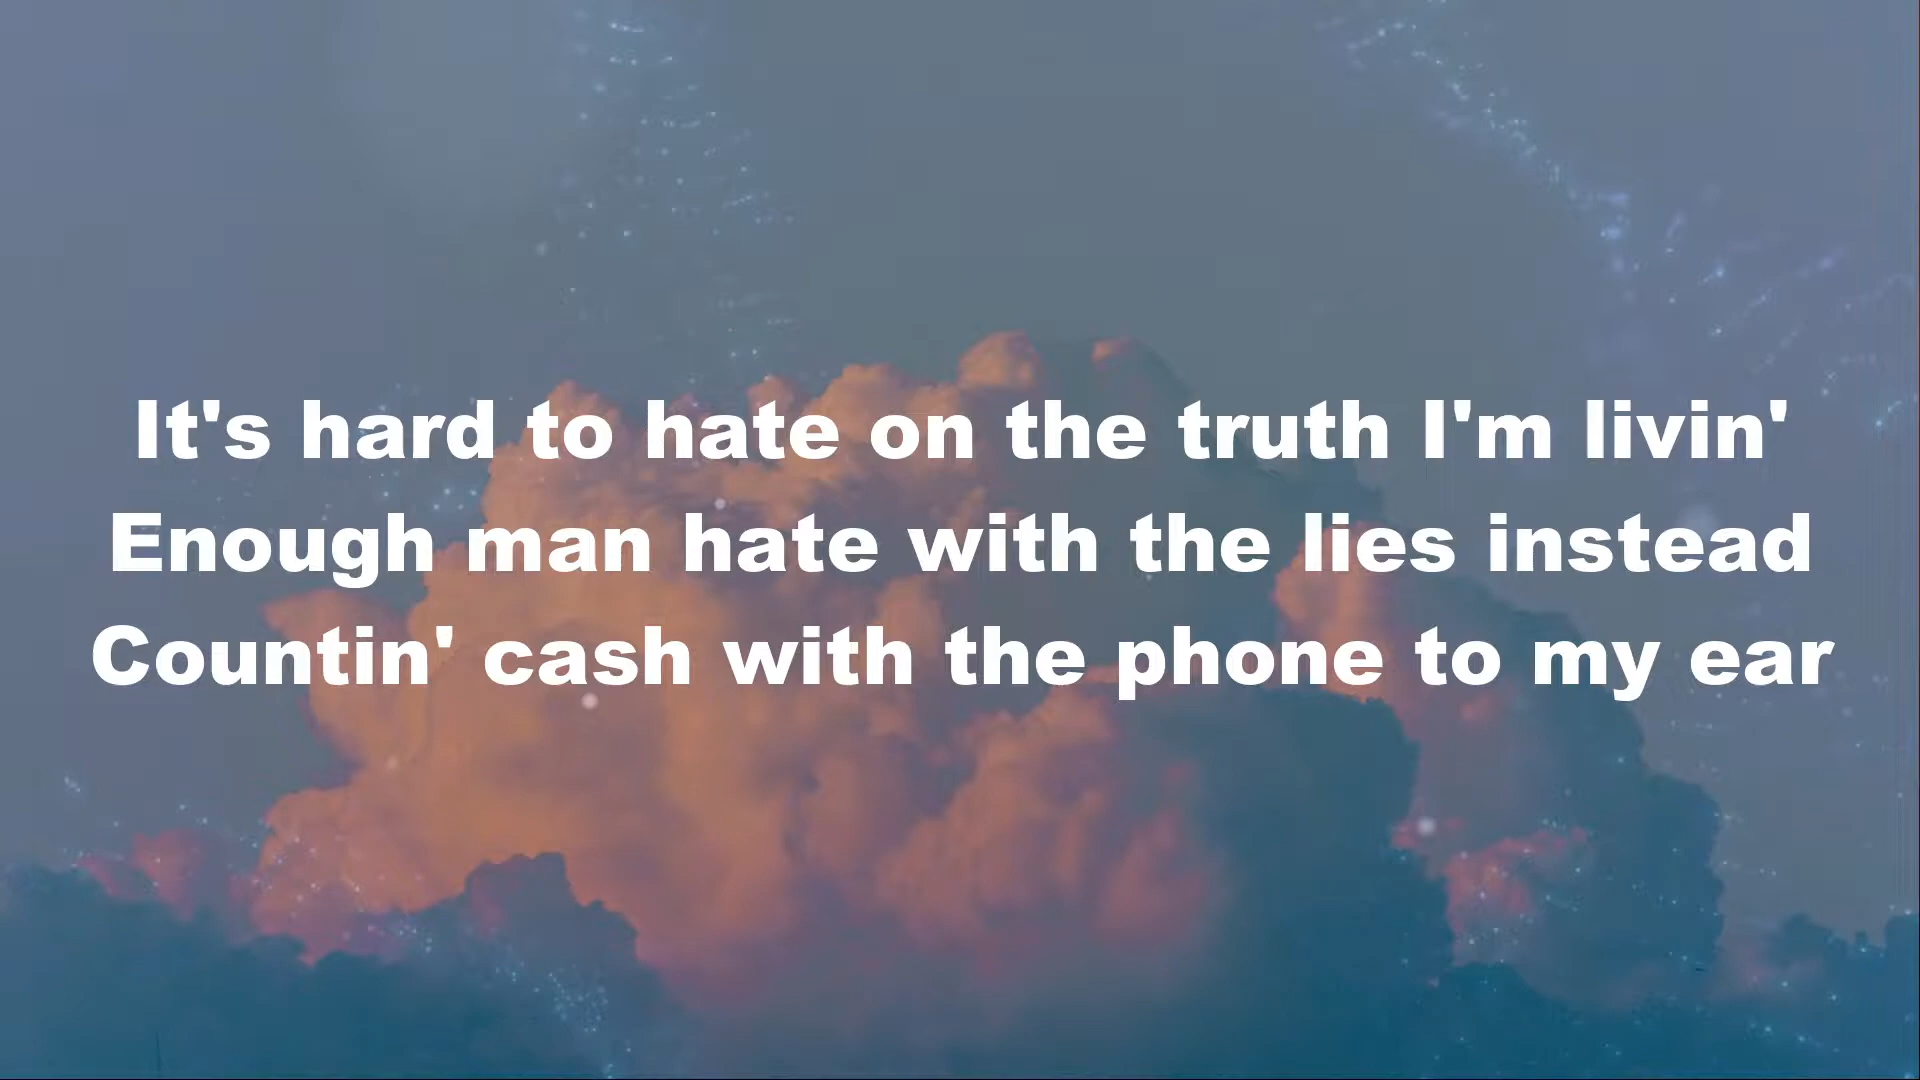 It's hard to hate on the truth I'm livin'
Enough man hate with the lies instead
Countin' cash with the phone to my ear